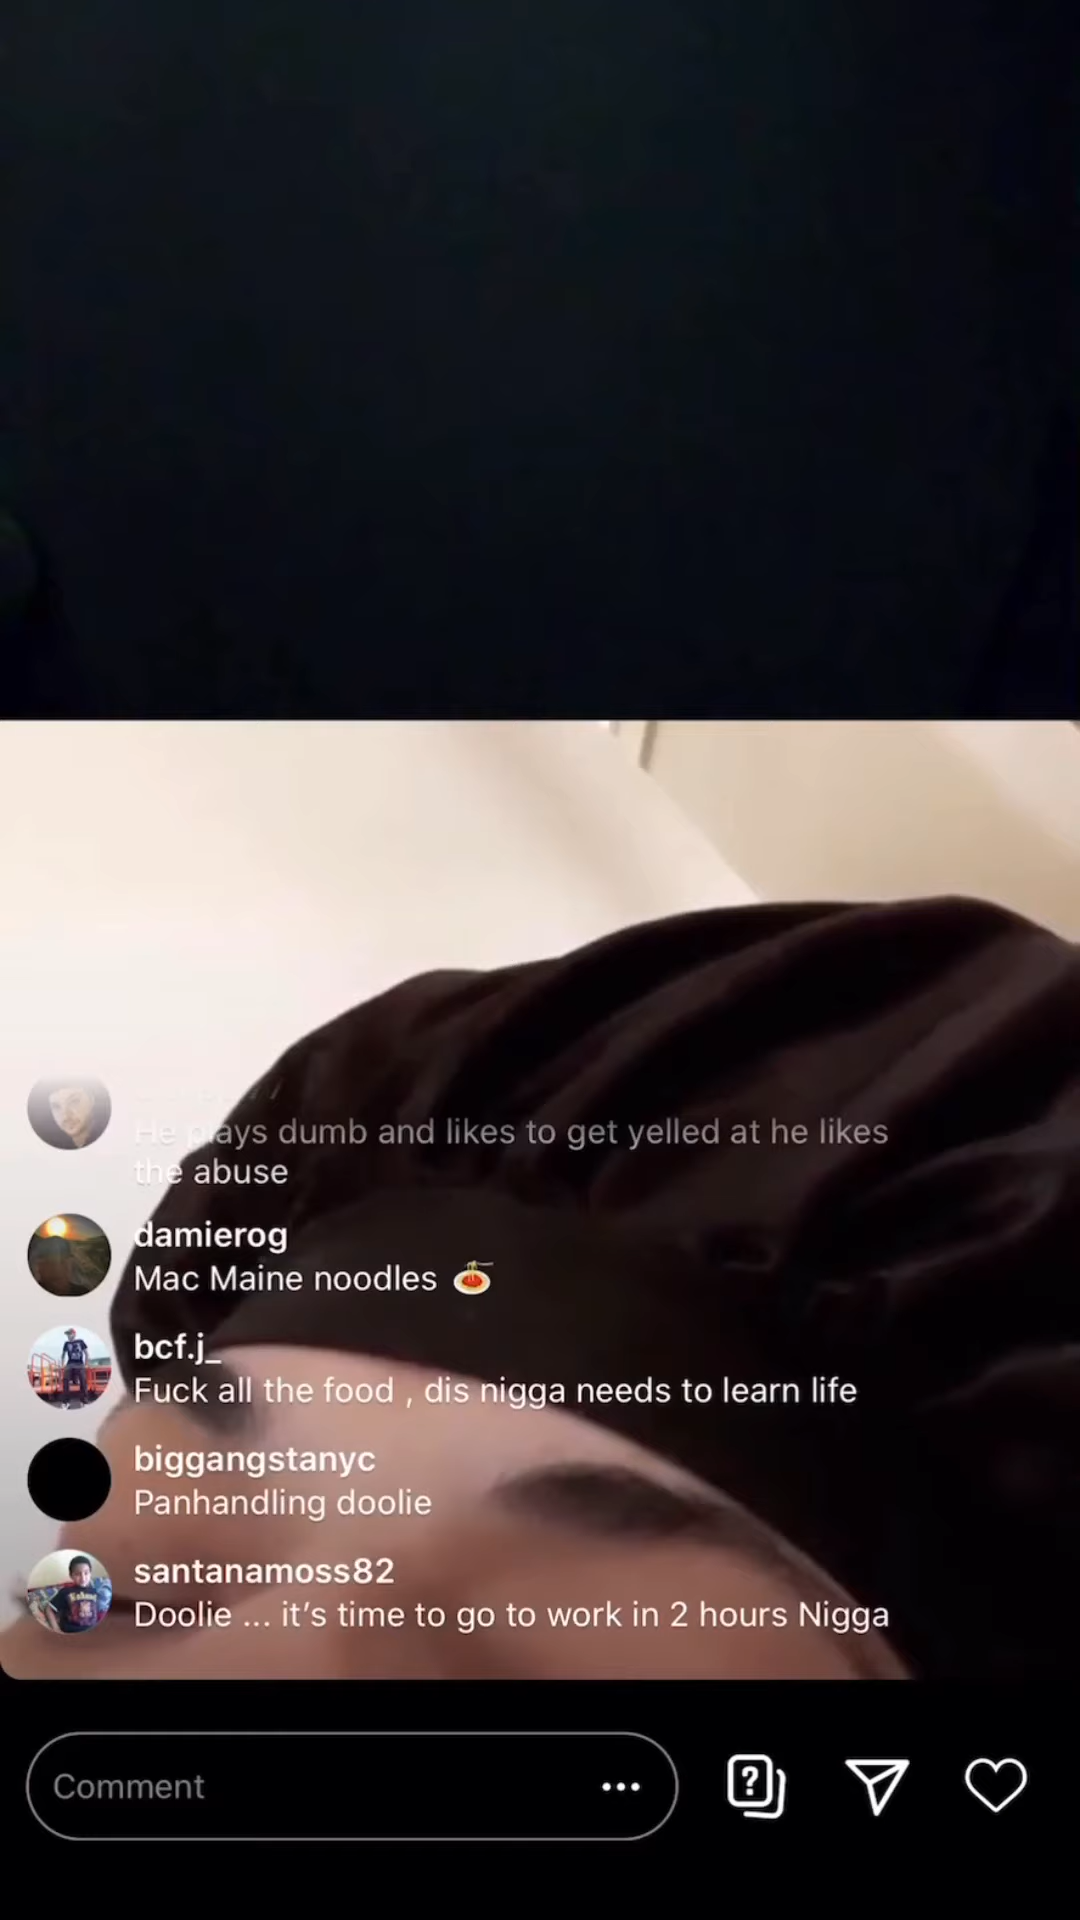 He plays dumb and likes to get yelled at he likes
the abuse
damierog
Mac Maine noodles 🍝
bcf.j_
Fuck all the food , dis nigga needs to learn life
biggangstanyc
Panhandling doolie
santanamoss82
Doolie ... it's time to go to work in 2 hours Nigga
Comment